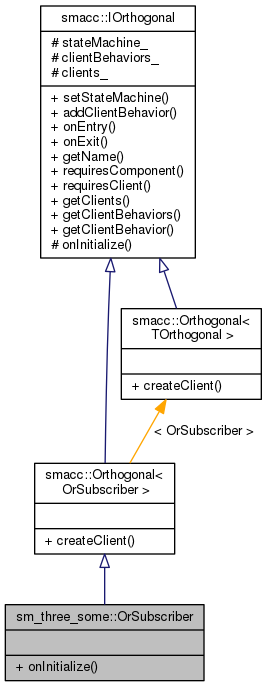 smacc::IOrthogonal
# stateMachine_
# clientBehaviors_
# clients_
+ setStateMachine()
+ addClientBehavior()
+ onEntry()
+ onExit()
+ getName()
+ requiresComponent()
+ requiresClient()
+ getClients()
+ getClientBehaviors()
+ getClientBehavior()
# onInitialize()
smacc::Orthogonal<
TOrthogonal >
+ createClient()
< OrSubscriber >
smacc::Orthogonal<
OrSubscriber >
+ createClient()
sm_three_some::OrSubscriber
+ onInitialize()